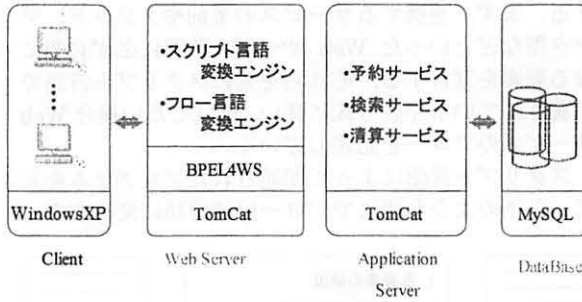 ・スクリプト言語
変換エンジン
・フロー言語
変換エンジン
BPEL4WS
・予約サービス
・検索サービス
・清算サービス
WindowsXP
TomCat
TomCat
MySQL
Client
Web Server
Application
Server
DataBase